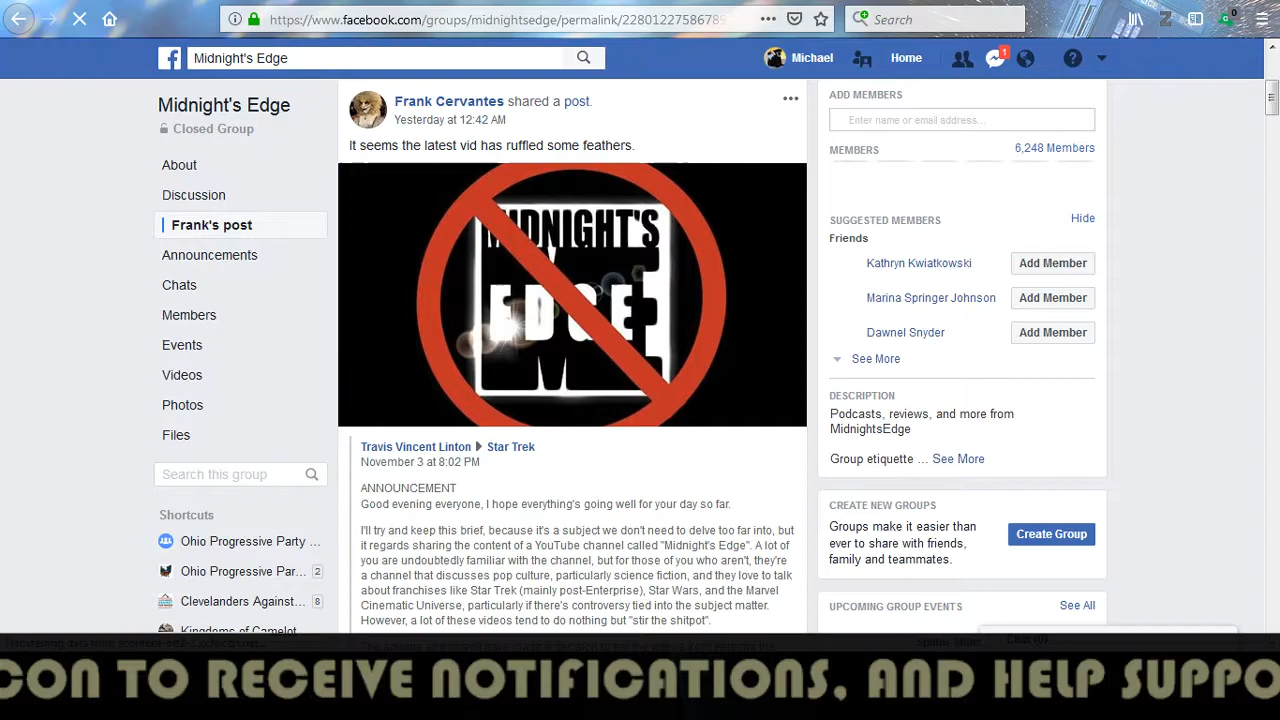 https://www.facebook.com/groups/midnightsedge/permalink/22801227586789
Search
0
Midnight's Edge
Michael
Home
1
Midnight's Edge
Closed Group
About
Discussion
Frank's post
Announcements
Chats
Members
Events
Videos
Photos
Files
Search this group
Shortcuts
Ohio Progressive Party ...
Ohio Progressive Par... 2
Clevelanders Against... 8
Kingdoms of Camelot
Frank Cervantes shared a post.
Yesterday at 12:42 AM
It seems the latest vid has ruffled some feathers.
MIDNIGHT'S
EDGE
Travis Vincent Linton Star Trek
November 3 at 8:02 PM
ANNOUNCEMENT
Good evening everyone, I hope everything's going well for your day so far.
I'll try and keep this brief, because it's a subject we don't need to delve too far into, but
it regards sharing the content of a YouTube channel called "Midnight's Edge". A lot of
you are undoubtedly familiar with the channel, but for those of you who aren't, they're
a channel that discusses pop culture, particularly science fiction, and they love to talk
about franchises like Star Trek (mainly post-Enterprise), Star Wars, and the Marvel
Cinematic Universe, particularly if there's controversy tied into the subject matter.
However, a lot of these videos tend to do nothing but "stir the shitpot".
ADD MEMBERS
Enter name or email address...
MEMBERS 6,248 Members
SUGGESTED MEMBERS Hide
Friends
Kathryn Kwiatkowski Add Member
Marina Springer Johnson Add Member
Dawnel Snyder Add Member
See More
DESCRIPTION
Podcasts, reviews, and more from
MidnightsEdge
Group etiquette ... See More
CREATE NEW GROUPS
Groups make it easier than
ever to share with friends,
family and teammates.
Create Group
UPCOMING GROUP EVENTS See All
Chat (0)
CON TO RECEIVE NOTIFICATIONS, AND HELP SUPPO